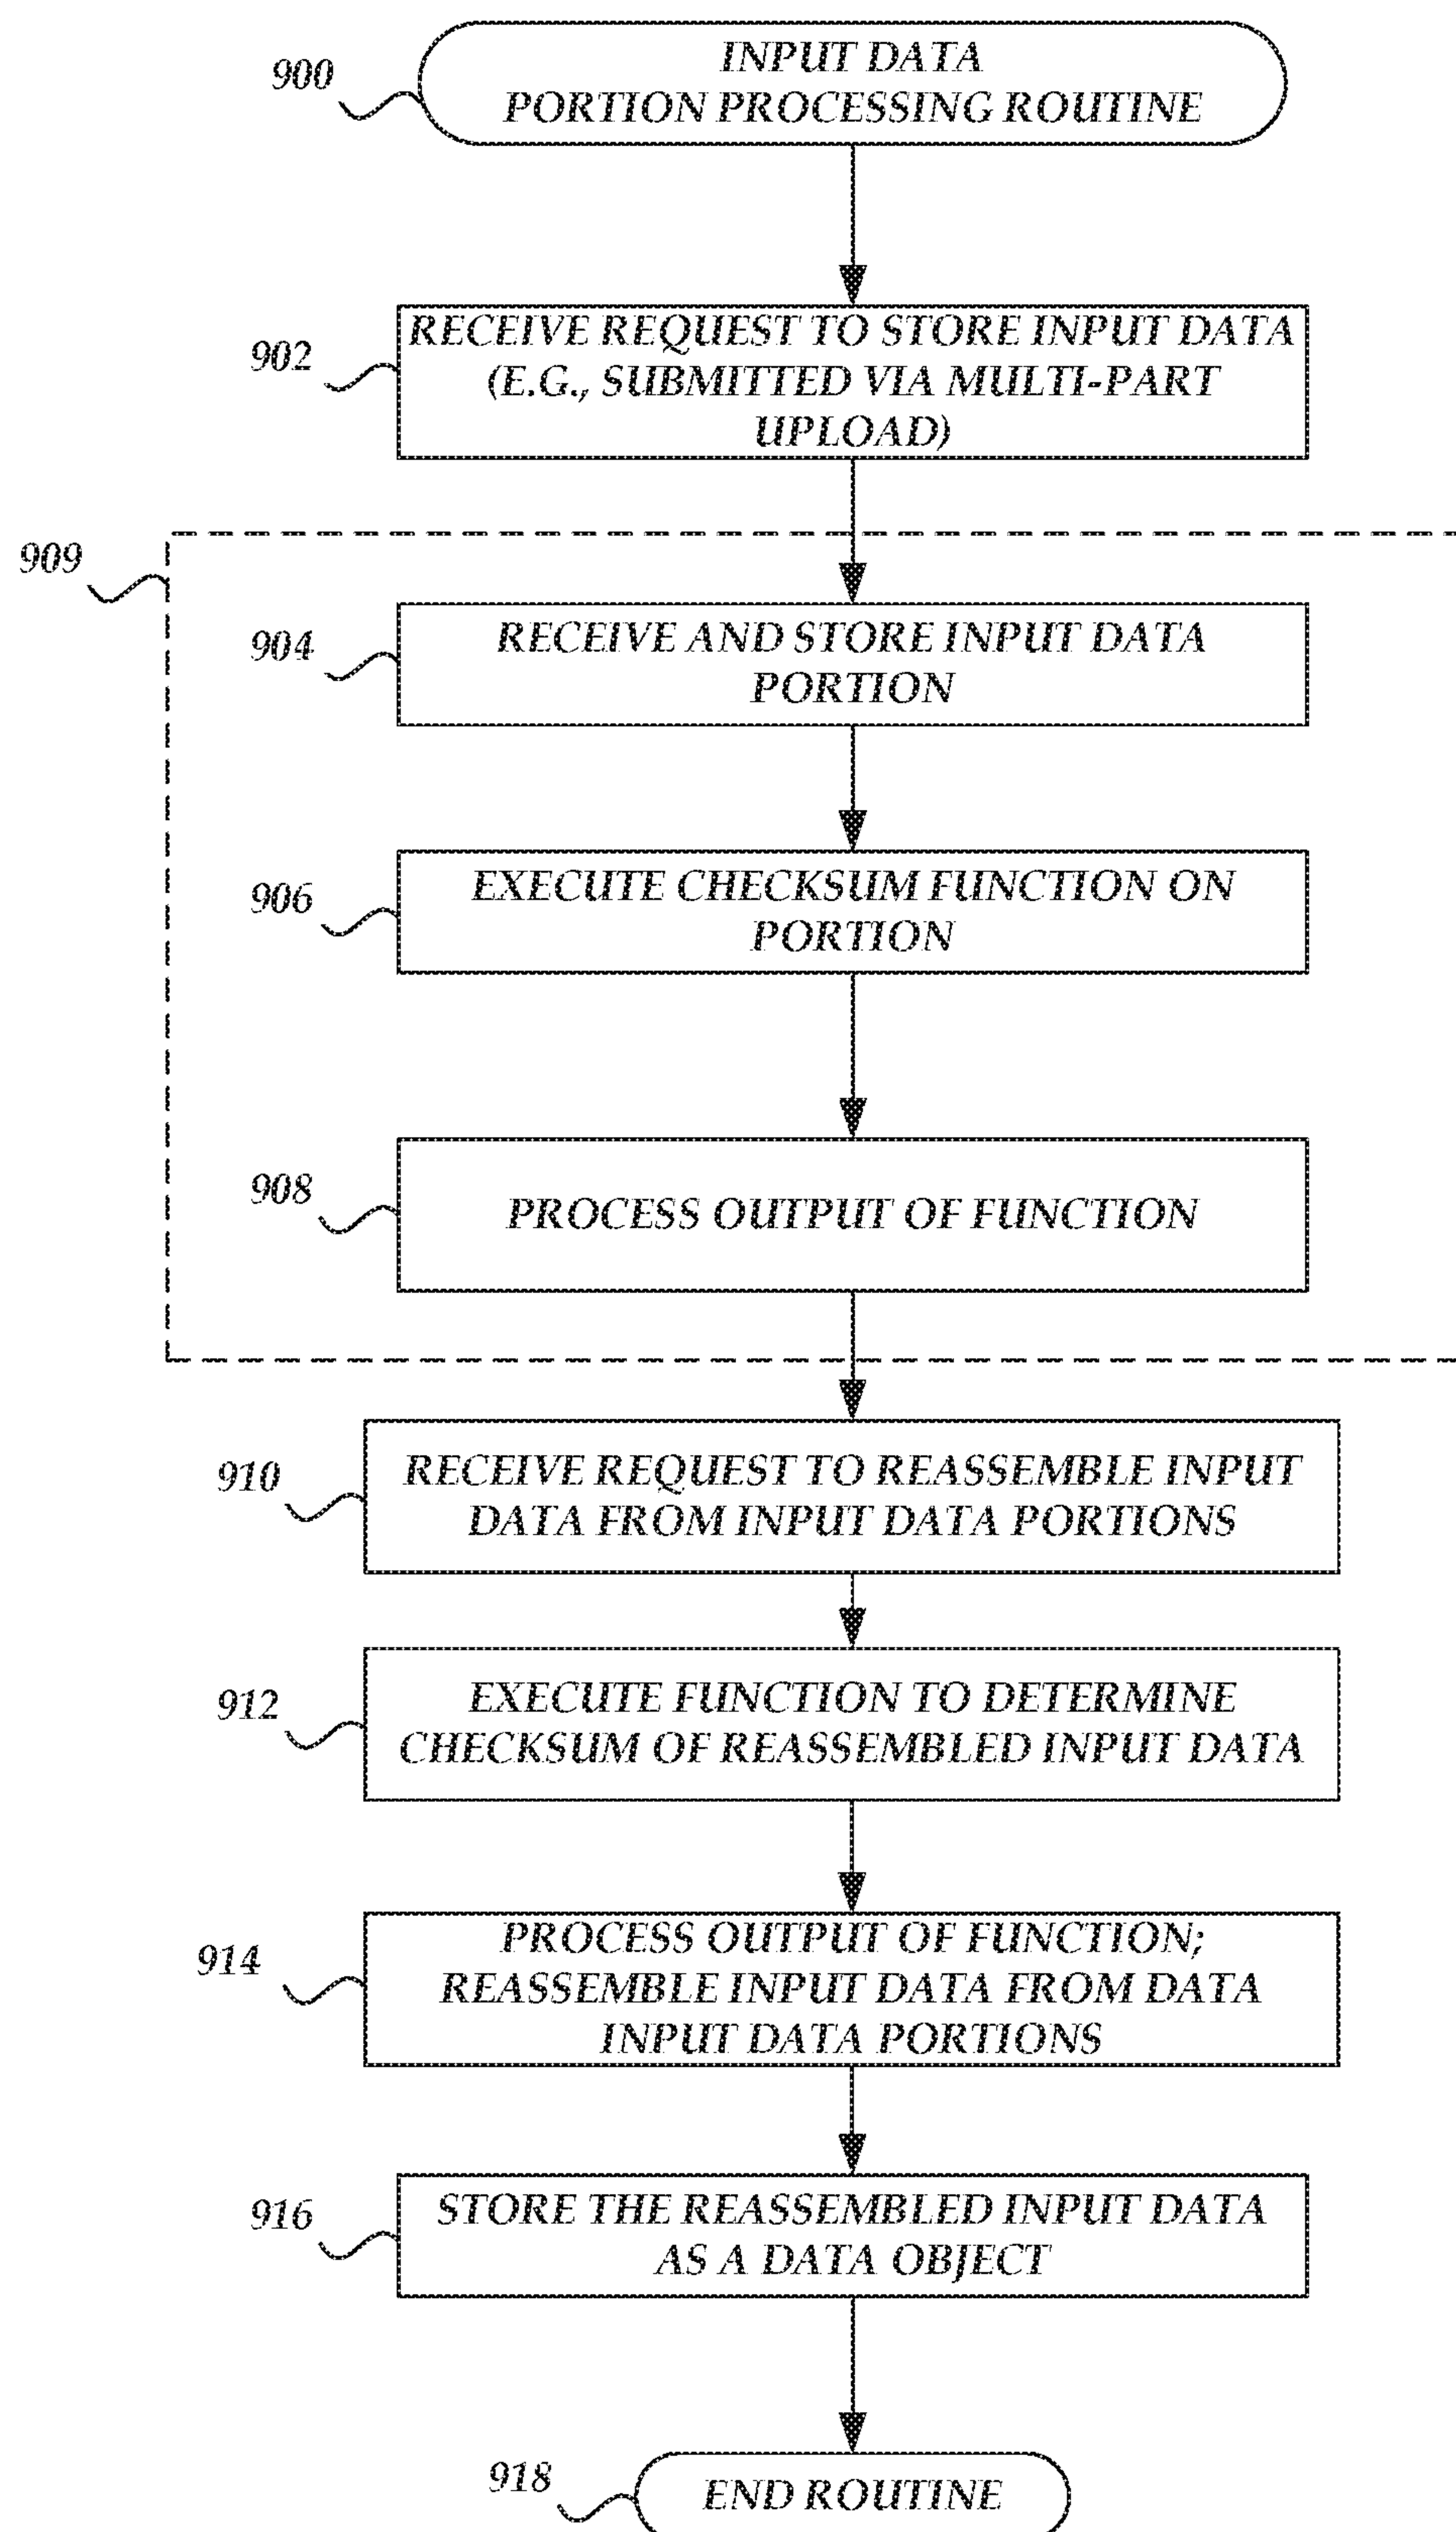 900
INPUT DATA
PORTION PROCESSING ROUTINE
902
RECEIVE REQUEST TO STORE INPUT DATA
(E.G., SUBMITTED VIA MULTI-PART
UPLOAD)
909
904
RECEIVE AND STORE INPUT DATA
PORTION
906
EXECUTE CHECKSUM FUNCTION ON
PORTION
908
PROCESS OUTPUT OF FUNCTION
910
RECEIVE REQUEST TO REASSEMBLE INPUT
DATA FROM INPUT DATA PORTIONS
912
EXECUTE FUNCTION TO DETERMINE
CHECKSUM OF REASSEMBLED INPUT DATA
914
PROCESS OUTPUT OF FUNCTION;
REASSEMBLE INPUT DATA FROM DATA
INPUT DATA PORTIONS
916
STORE THE REASSEMBLED INPUT DATA
AS A DATA OBJECT
918
END ROUTINE